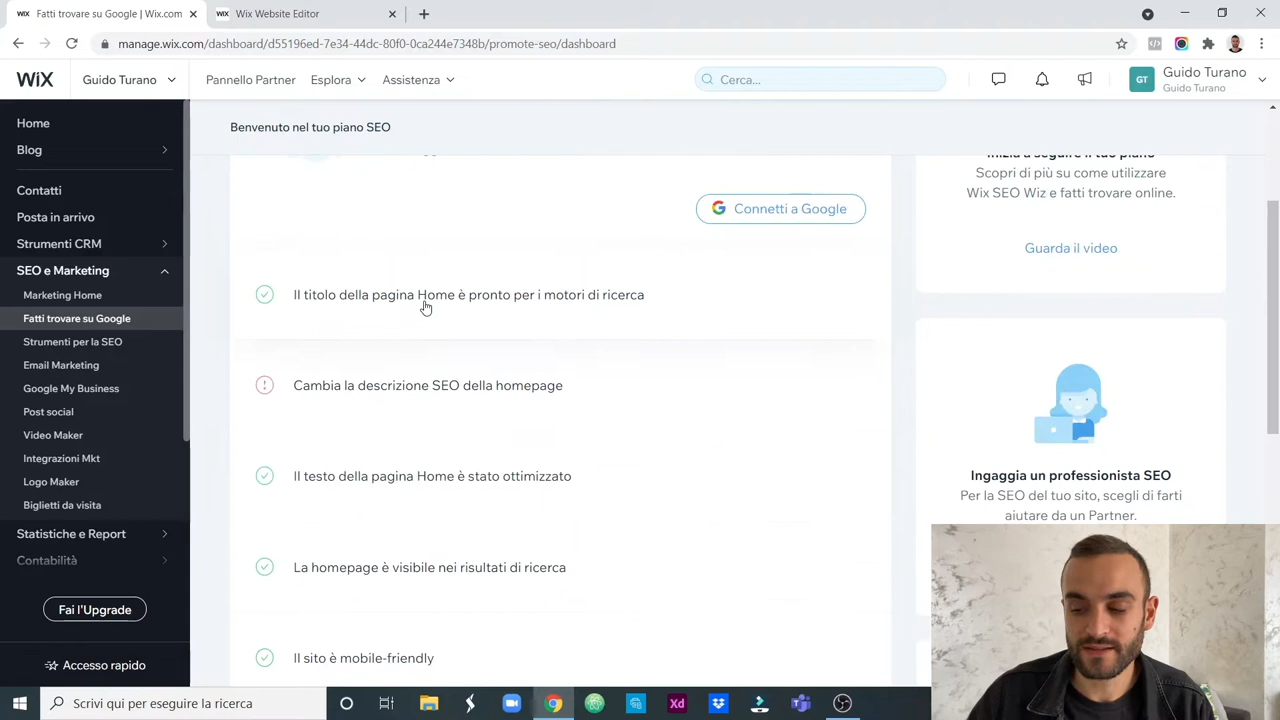 Fatti trovare su Google | Wix.com
Wix Website Editor
manage.wix.com/dashboard/d55196ed-7e34-44dc-80f0-0ca244e7348b/promote-seo/dashboard
WiX
Guido Turano
Pannello Partner
Esplora
Assistenza
Cerca...
GT
Guido Turano
Guido Turano
Home
Blog
Contatti
Posta in arrivo
Strumenti CRM
SEO e Marketing
Marketing Home
Fatti trovare su Google
Strumenti per la SEO
Email Marketing
Google My Business
Post social
Video Maker
Integrazioni Mkt
Logo Maker
Biglietti da visita
Statistiche e Report
Contabilità
Fai l'Upgrade
Accesso rapido
Benvenuto nel tuo piano SEO
Connetti a Google
Il titolo della pagina Home è pronto per i motori di ricerca
Cambia la descrizione SEO della homepage
Il testo della pagina Home è stato ottimizzato
La homepage è visibile nei risultati di ricerca
Il sito è mobile-friendly
Inizia a seguire il tuo piano
Scopri di più su come utilizzare
Wix SEO Wiz e fatti trovare online.
Guarda il video
Ingaggia un professionista SEO
Per la SEO del tuo sito, scegli di farti
aiutare da un Partner.
Scrivi qui per eseguire la ricerca
Xd